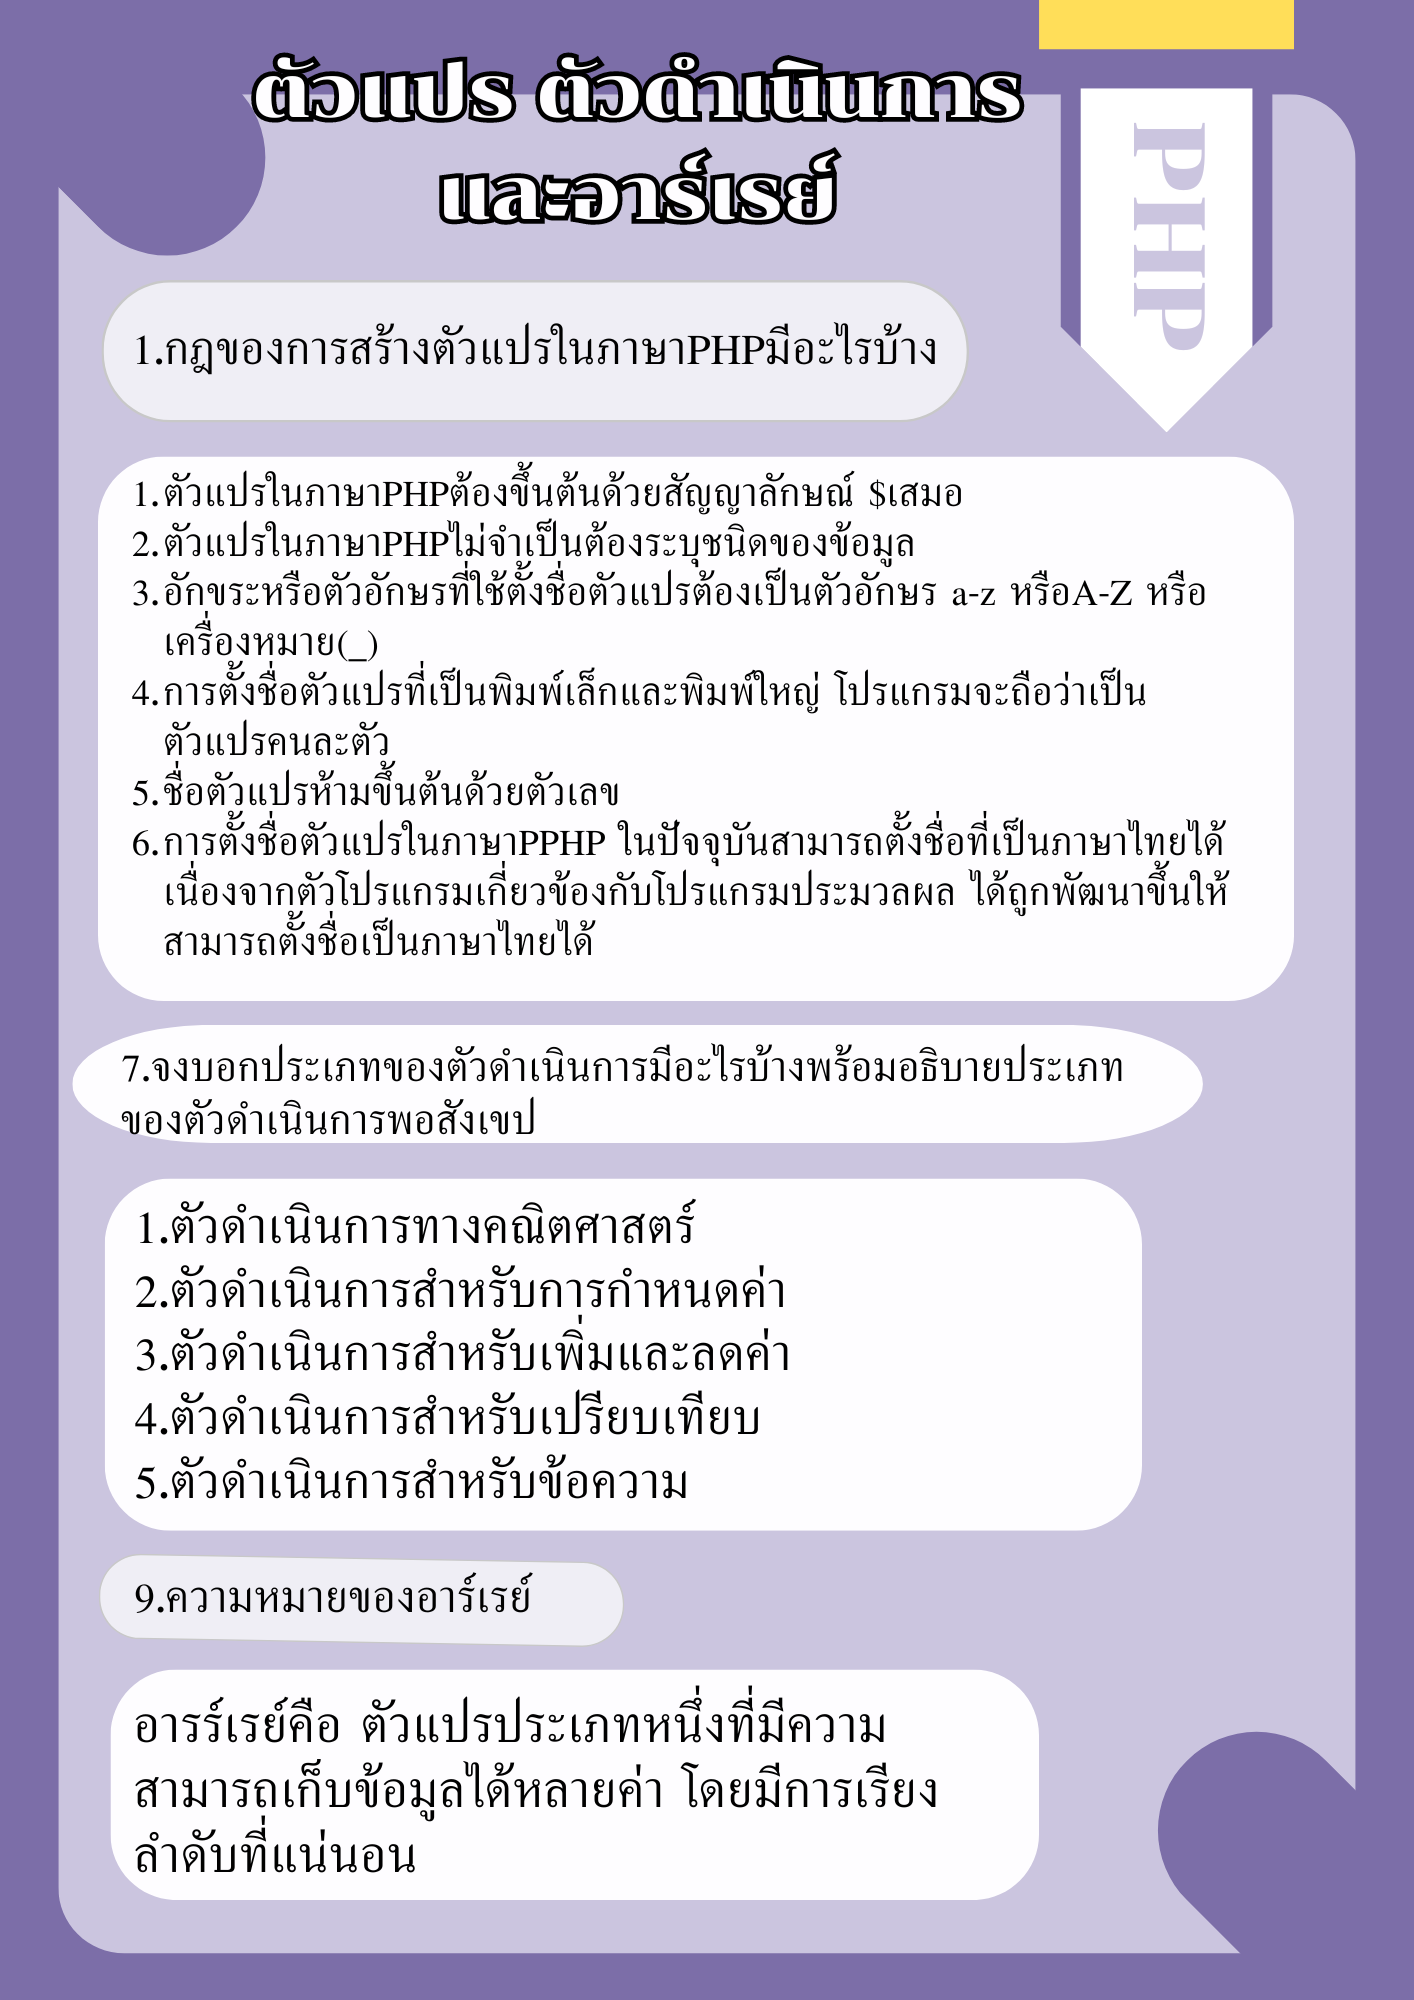 ตัวแปร ตัวดำเนินการ
และอาร์เรย์
PHP
1.กฎของการสร้างตัวแปรในภาษาPHPมีอะไรบ้าง
1.ตัวแปรในภาษาPHPต้องขึ้นต้นด้วยสัญญาลักษณ์ $เสมอ
2.ตัวแปรในภาษาPHPไม่จำเป็นต้องระบุชนิดของข้อมูล
3.อักขระหรือตัวอักษรที่ใช้ตั้งชื่อตัวแปรต้องเป็นตัวอักษร a-z หรือA-Z หรือ
เครื่องหมาย(_)
4.การตั้งชื่อตัวแปรที่เป็นพิมพ์เล็กและพิมพ์ใหญ่ โปรแกรมจะถือว่าเป็น
ตัวแปรคนละตัว
5.ชื่อตัวแปรห้ามขึ้นต้นด้วยตัวเลข
6.การตั้งชื่อตัวแปรในภาษาPPHP ในปัจจุบันสามารถตั้งชื่อที่เป็นภาษาไทยได้
เนื่องจากตัวโปรแกรมเกี่ยวข้องกับโปรแกรมประมวลผล ได้ถูกพัฒนาขึ้นให้
สามารถตั้งชื่อเป็นภาษาไทยได้
7.จงบอกประเภทของตัวดำเนินการมีอะไรบ้างพร้อมอธิบายประเภท
ของตัวดำเนินการพอสังเขป
1.ตัวดำเนินการทางคณิตศาสตร์
2.ตัวดำเนินการสำหรับการกำหนดค่า
3.ตัวดำเนินการสำหรับเพิ่มและลดค่า
4.ตัวดำเนินการสำหรับเปรียบเทียบ
5.ตัวดำเนินการสำหรับข้อความ
9.ความหมายของอาร์เรย์
อารร์เรย์คือ ตัวแปรประเภทหนึ่งที่มีความ
สามารถเก็บข้อมูลได้หลายค่า โดยมีการเรียง
ลำดับที่แน่นอน